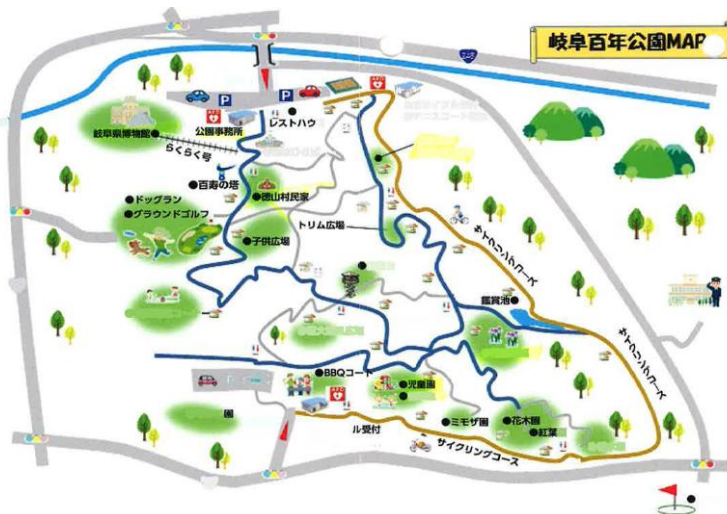 岐阜百年公園MAP
岐阜県博物館
らくらく号
公園事務所
P
P
AED
AED
レストハウ
百寿の塔
徳山村民家
ドッグラン
グラウンドゴルフ
子供広場
トリム広場
サイクリングコース
鑑賞池
サイクリングコース
BBQコート
児童園
AED
園
ミモザ園
花木園
紅葉
ル受付
サイクリングコース